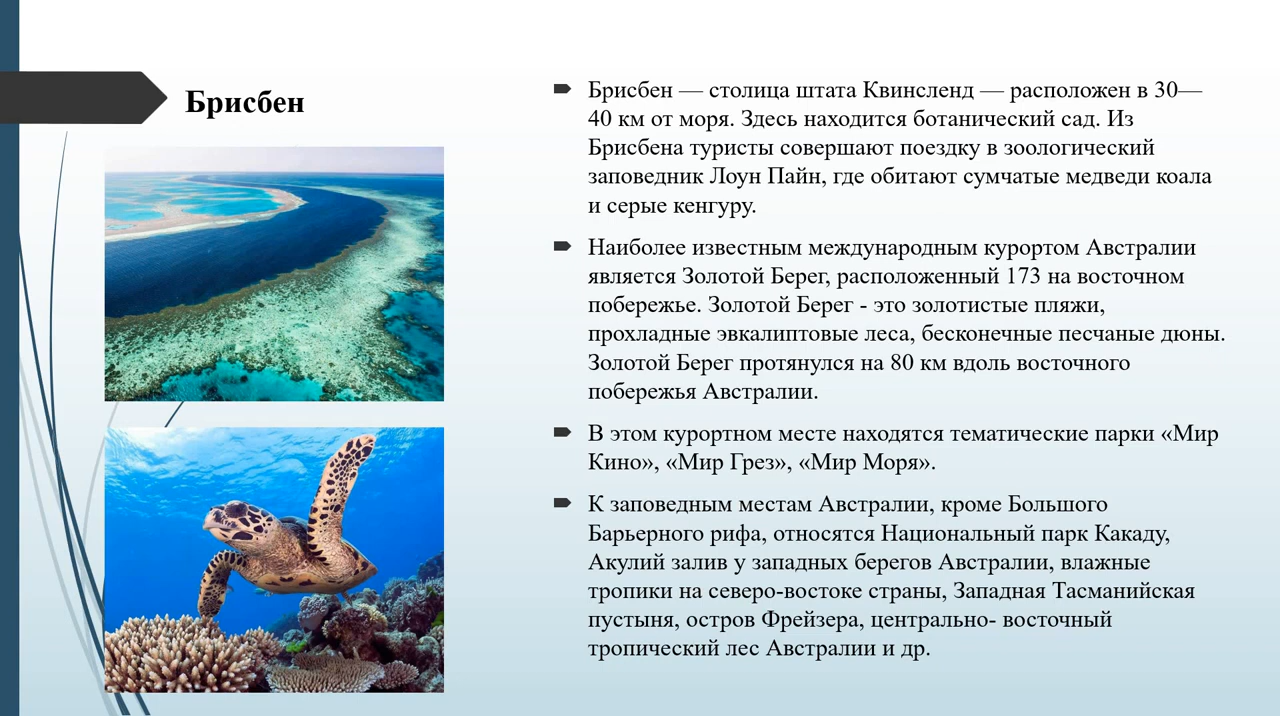 Брисбен
Брисбен — столица штата Квинсленд — расположен в 30—
40 км от моря. Здесь находится ботанический сад. Из
Брисбена туристы совершают поездку в зоологический
заповедник Лоун Пайн, где обитают сумчатые медведи коала
и серые кенгуру.
Наиболее известным международным курортом Австралии
является Золотой Берег, расположенный 173 на восточном
побережье. Золотой Берег - это золотистые пляжи,
прохладные эвкалиптовые леса, бесконечные песчаные дюны.
Золотой Берег протянулся на 80 км вдоль восточного
побережья Австралии.
В этом курортном месте находятся тематические парки «Мир
Кино», «Мир Грез», «Мир Моря».
К заповедным местам Австралии, кроме Большого
Барьерного рифа, относятся Национальный парк Какаду,
Акулий залив у западных берегов Австралии, влажные
тропики на северо-востоке страны, Западная Тасманийская
пустыня, остров Фрейзера, центрально- восточный
тропический лес Австралии и др.